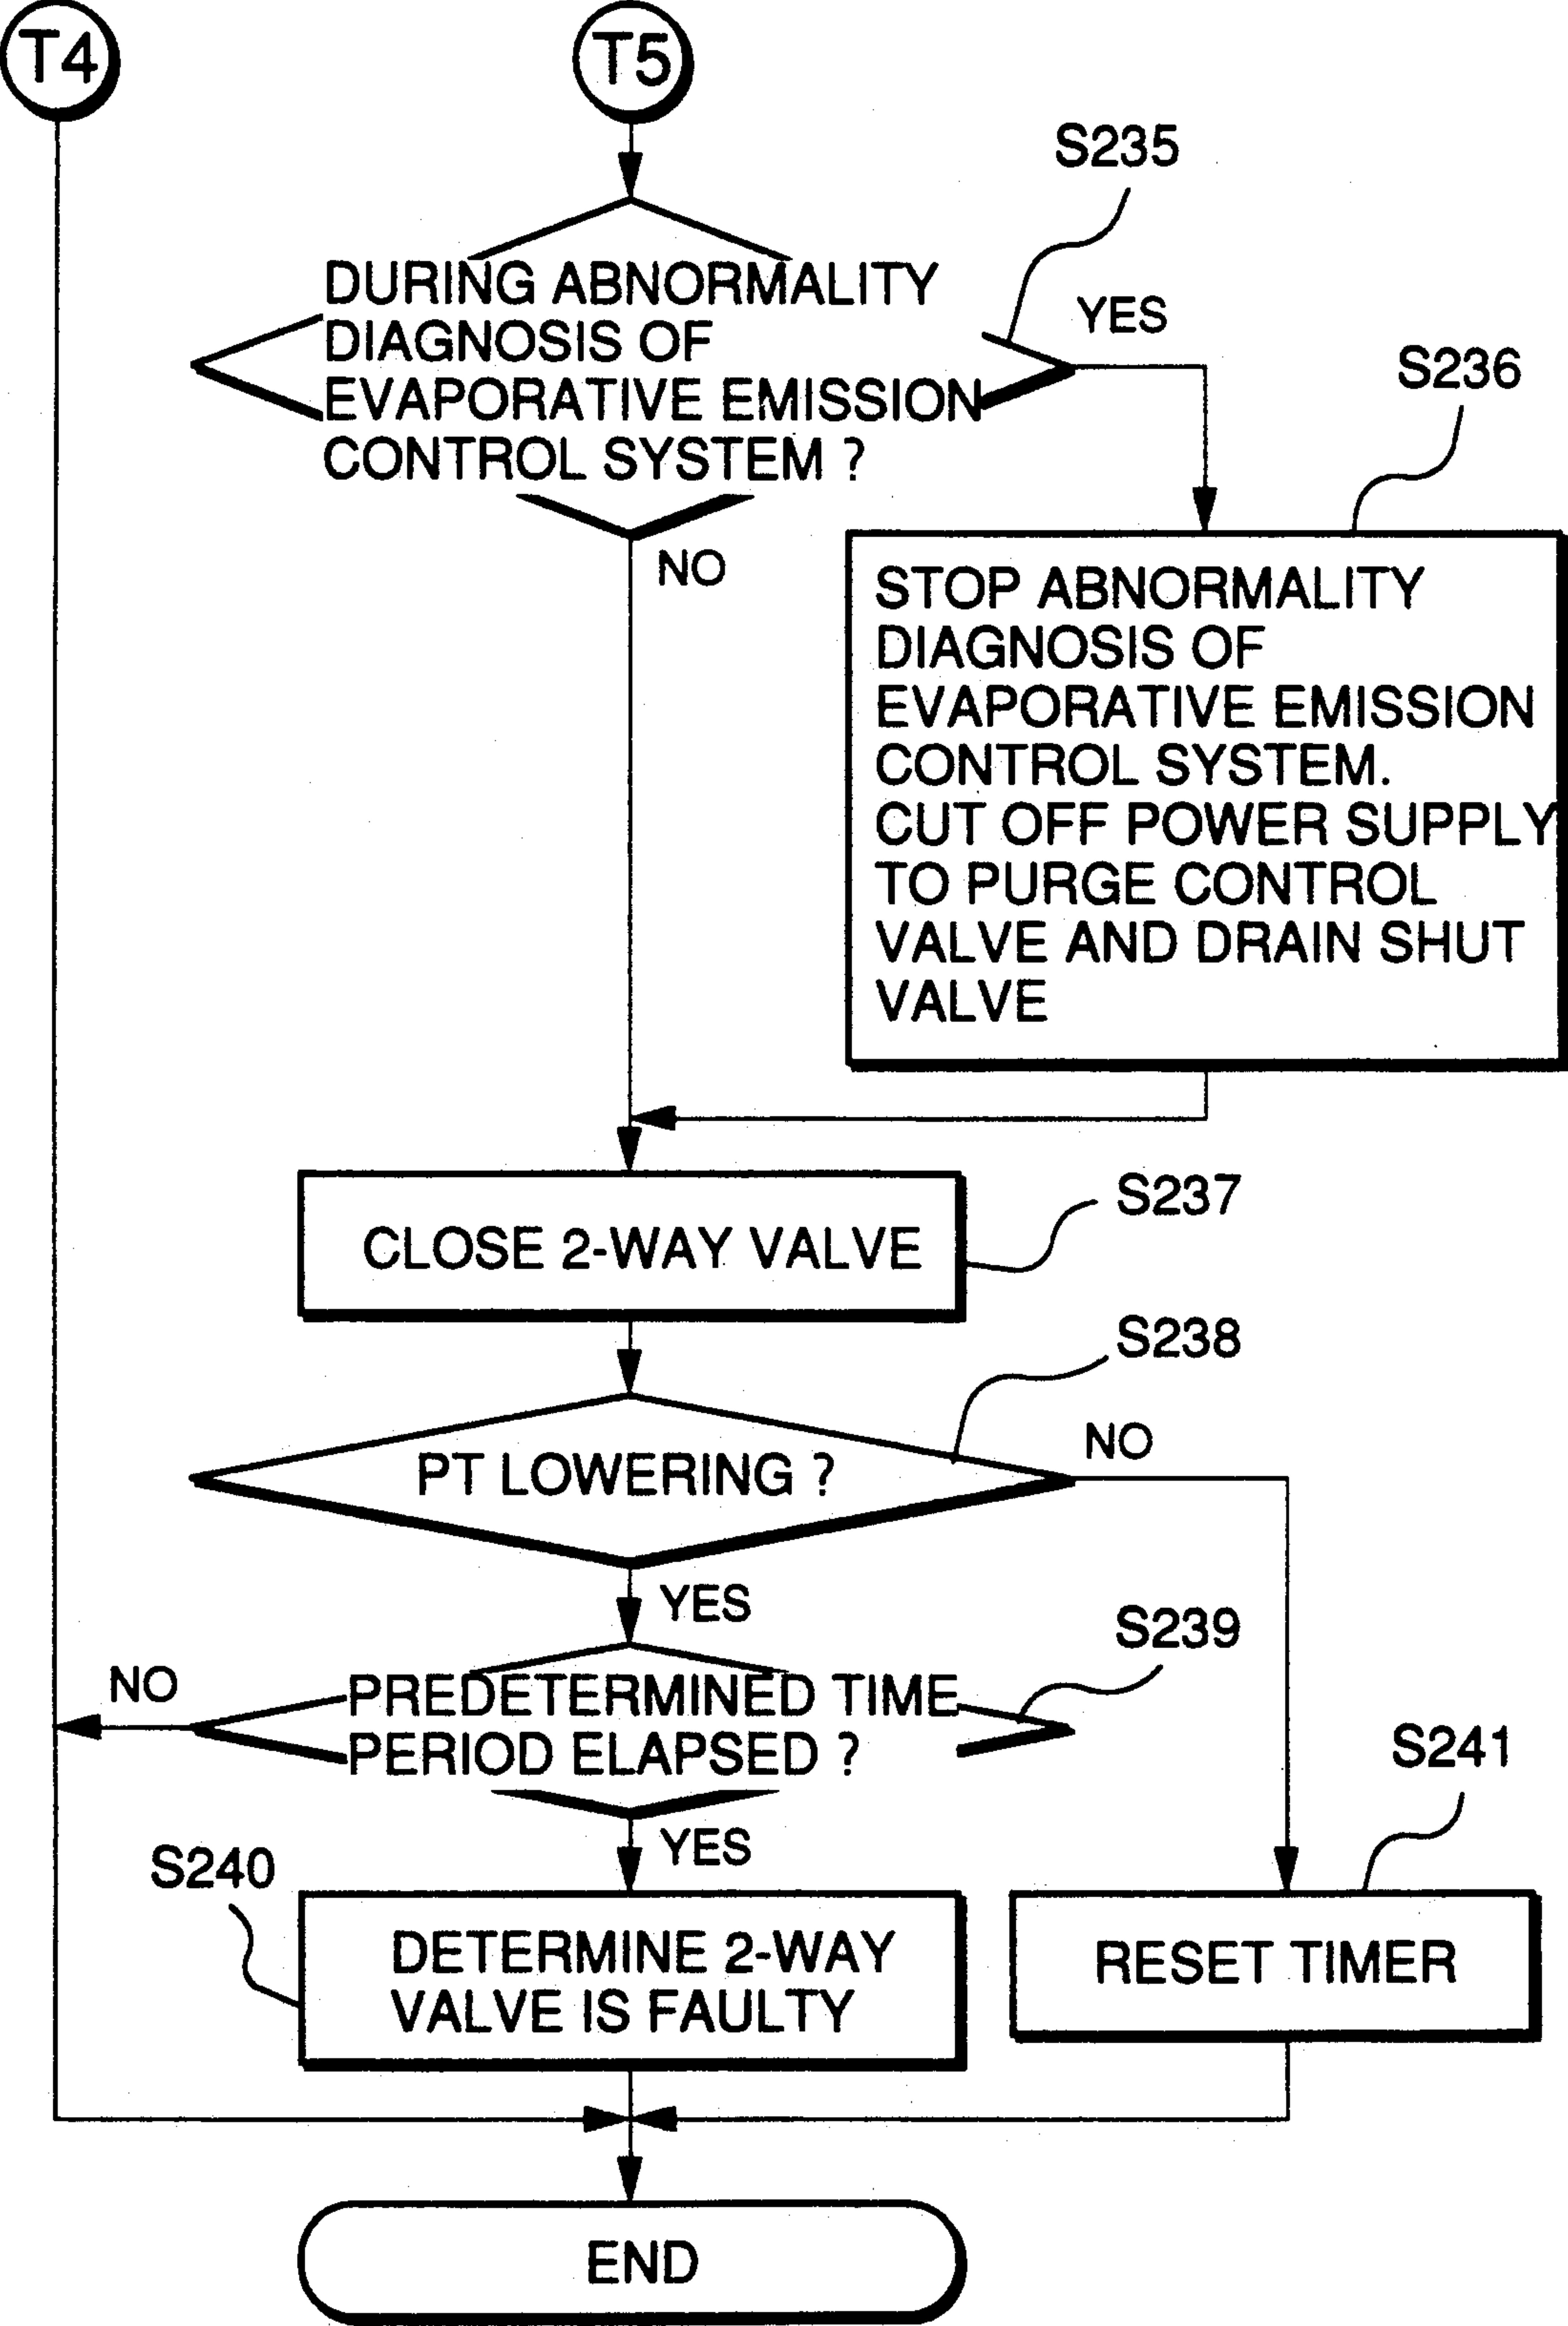 T4
T5
S235
DURING ABNORMALITY
DIAGNOSIS OF
EVAPORATIVE EMISSION
CONTROL SYSTEM ?
YES
S236
NO
STOP ABNORMALITY
DIAGNOSIS OF
EVAPORATIVE EMISSION
CONTROL SYSTEM.
CUT OFF POWER SUPPLY
TO PURGE CONTROL
VALVE AND DRAIN SHUT
VALVE
S237
CLOSE 2-WAY VALVE
S238
PT LOWERING ?
NO
YES
S239
NO
PREDETERMINED TIME
PERIOD ELAPSED ?
S241
YES
S240
DETERMINE 2-WAY
VALVE IS FAULTY
RESET TIMER
END